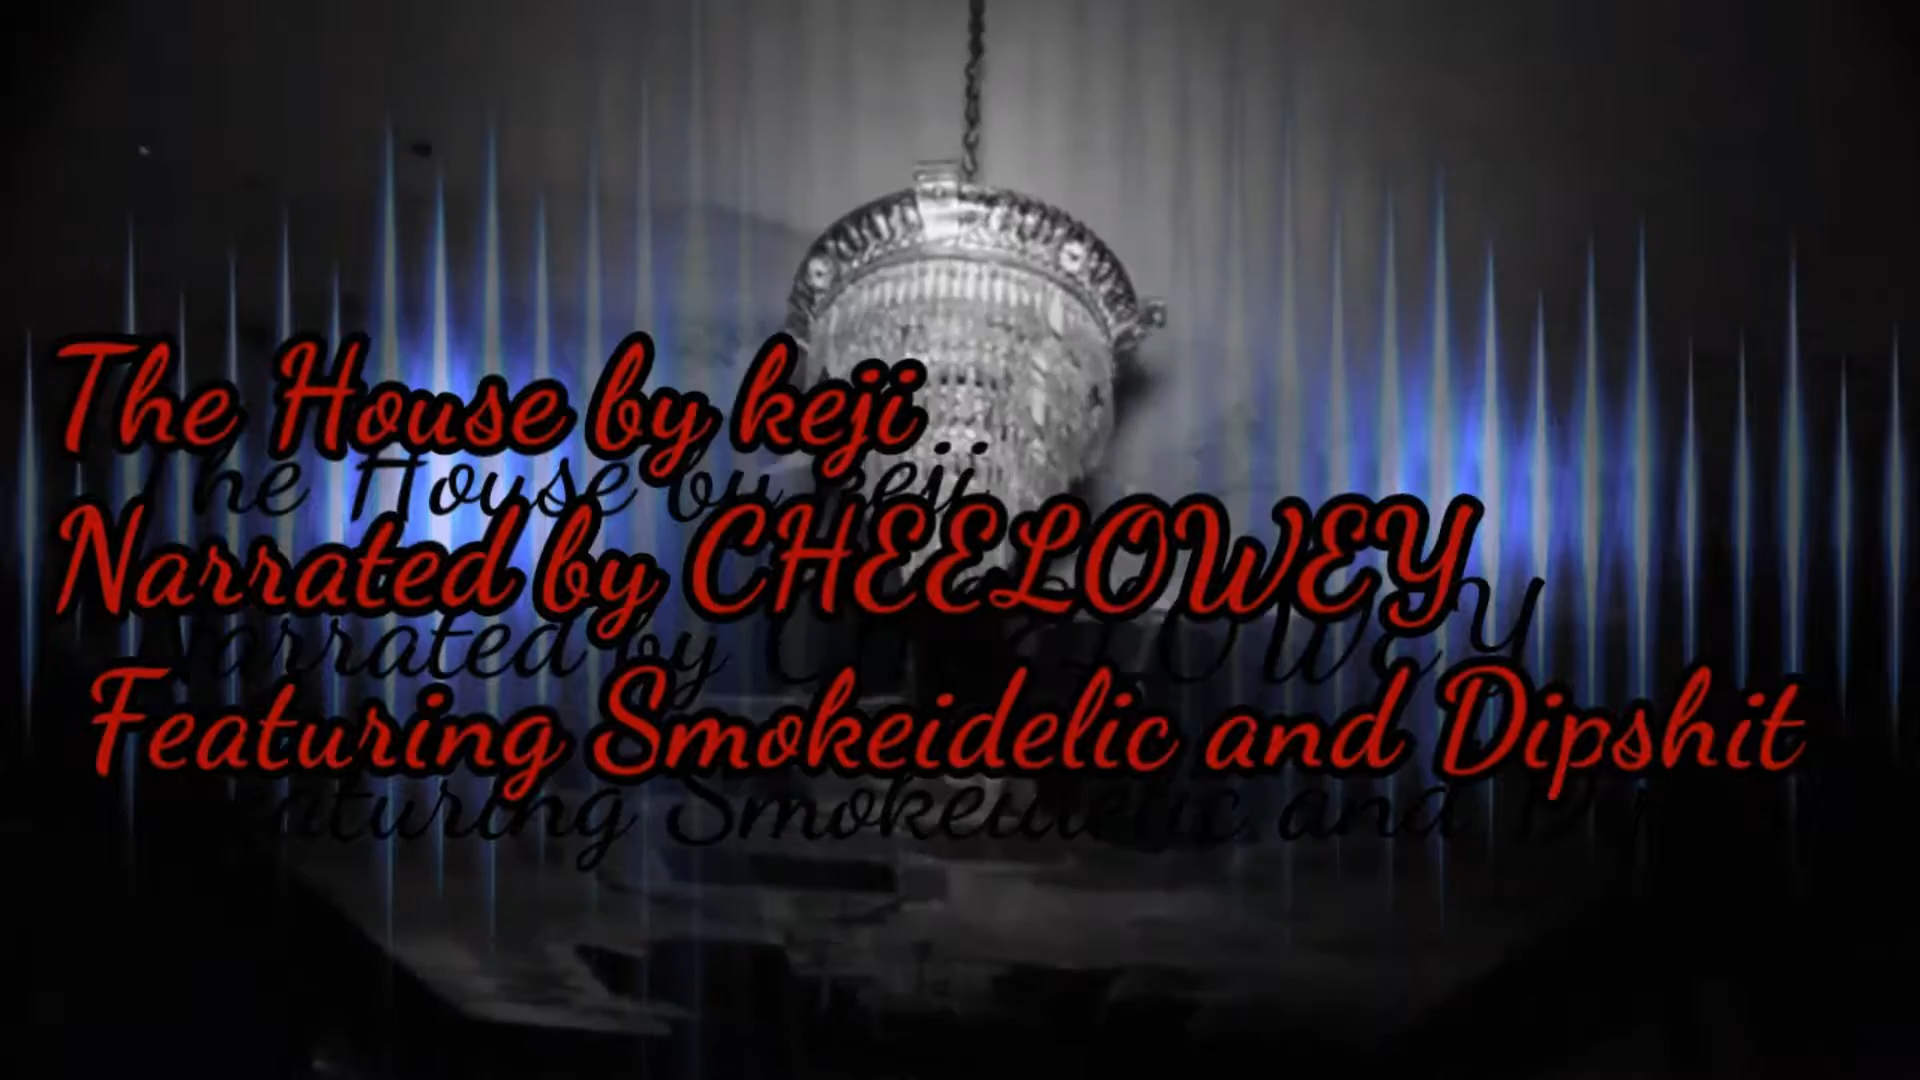 The House by keji
Narrated by CHEELOWEY
Featuring Smokeidelic and Dipshit